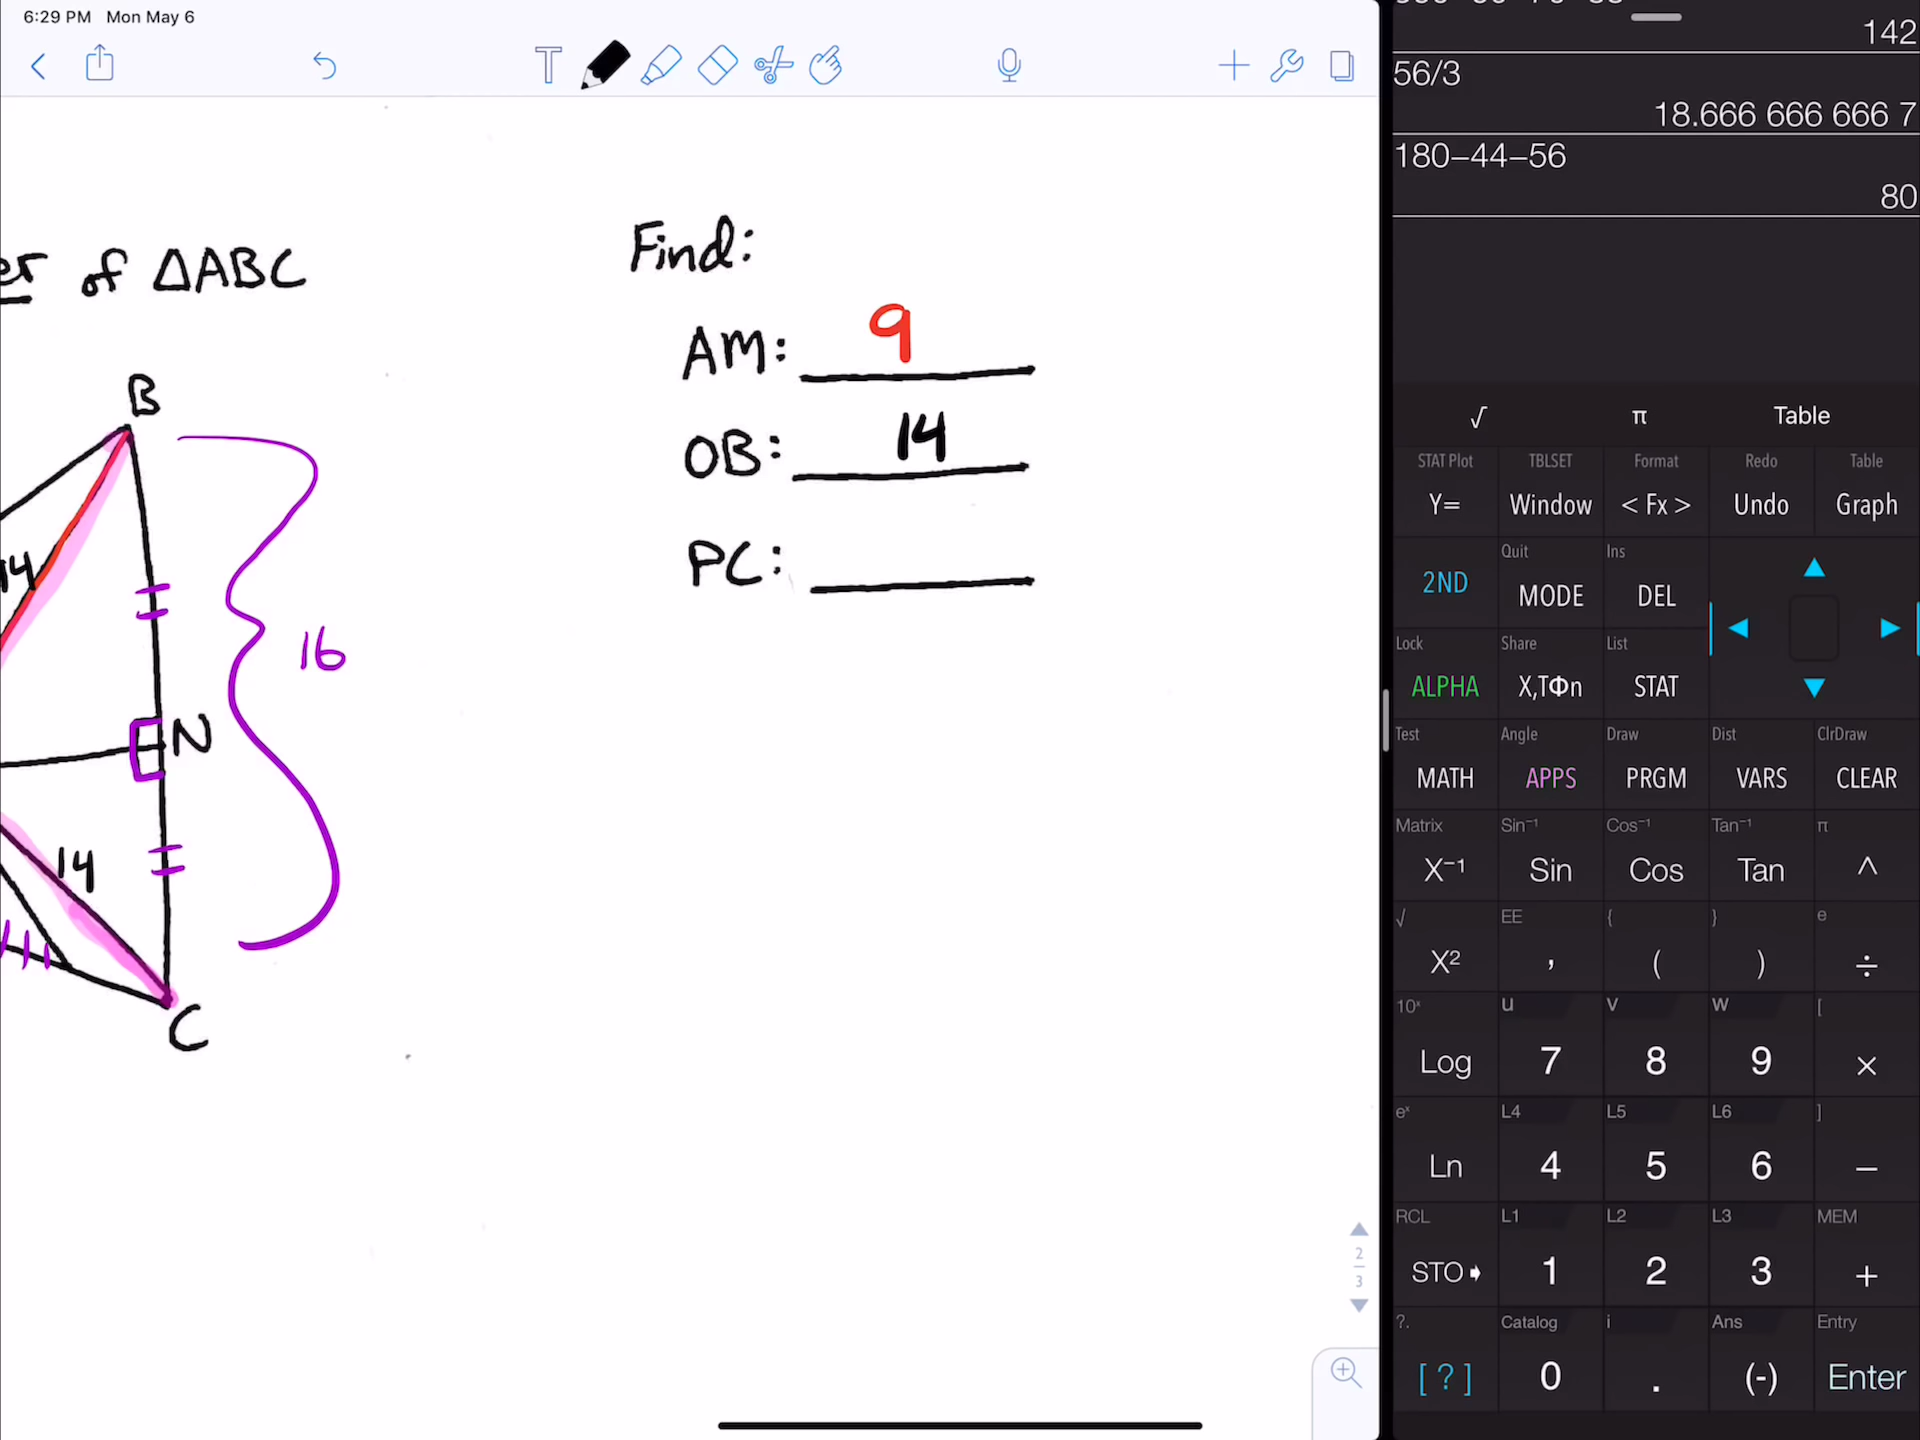 6:29 PM Mon May 6
T
er of ΔABC
Find:
AM: 9
OB: 14
PC:
B
14
16
N
14
C
2
3
142
56/3
18.666 666 666 7
180–44–56
80
√ π Table
STAT Plot TBLSET Format Redo Table
Y= Window < Fx > Undo Graph
Quit Ins
2ND MODE DEL
Lock Share List
ALPHA X,TΦn STAT
Test Angle Draw Dist ClrDraw
MATH APPS PRGM VARS CLEAR
Matrix Sin⁻¹ Cos⁻¹ Tan⁻¹ π
X⁻¹ Sin Cos Tan ^
√ EE { } e
X² , ( ) ÷
10ˣ u v w [
Log 7 8 9 ×
eˣ L4 L5 L6 ]
Ln 4 5 6 –
RCL L1 L2 L3 MEM
STO➧ 1 2 3 +
?. Catalog i Ans Entry
[ ? ] 0 . (-) Enter